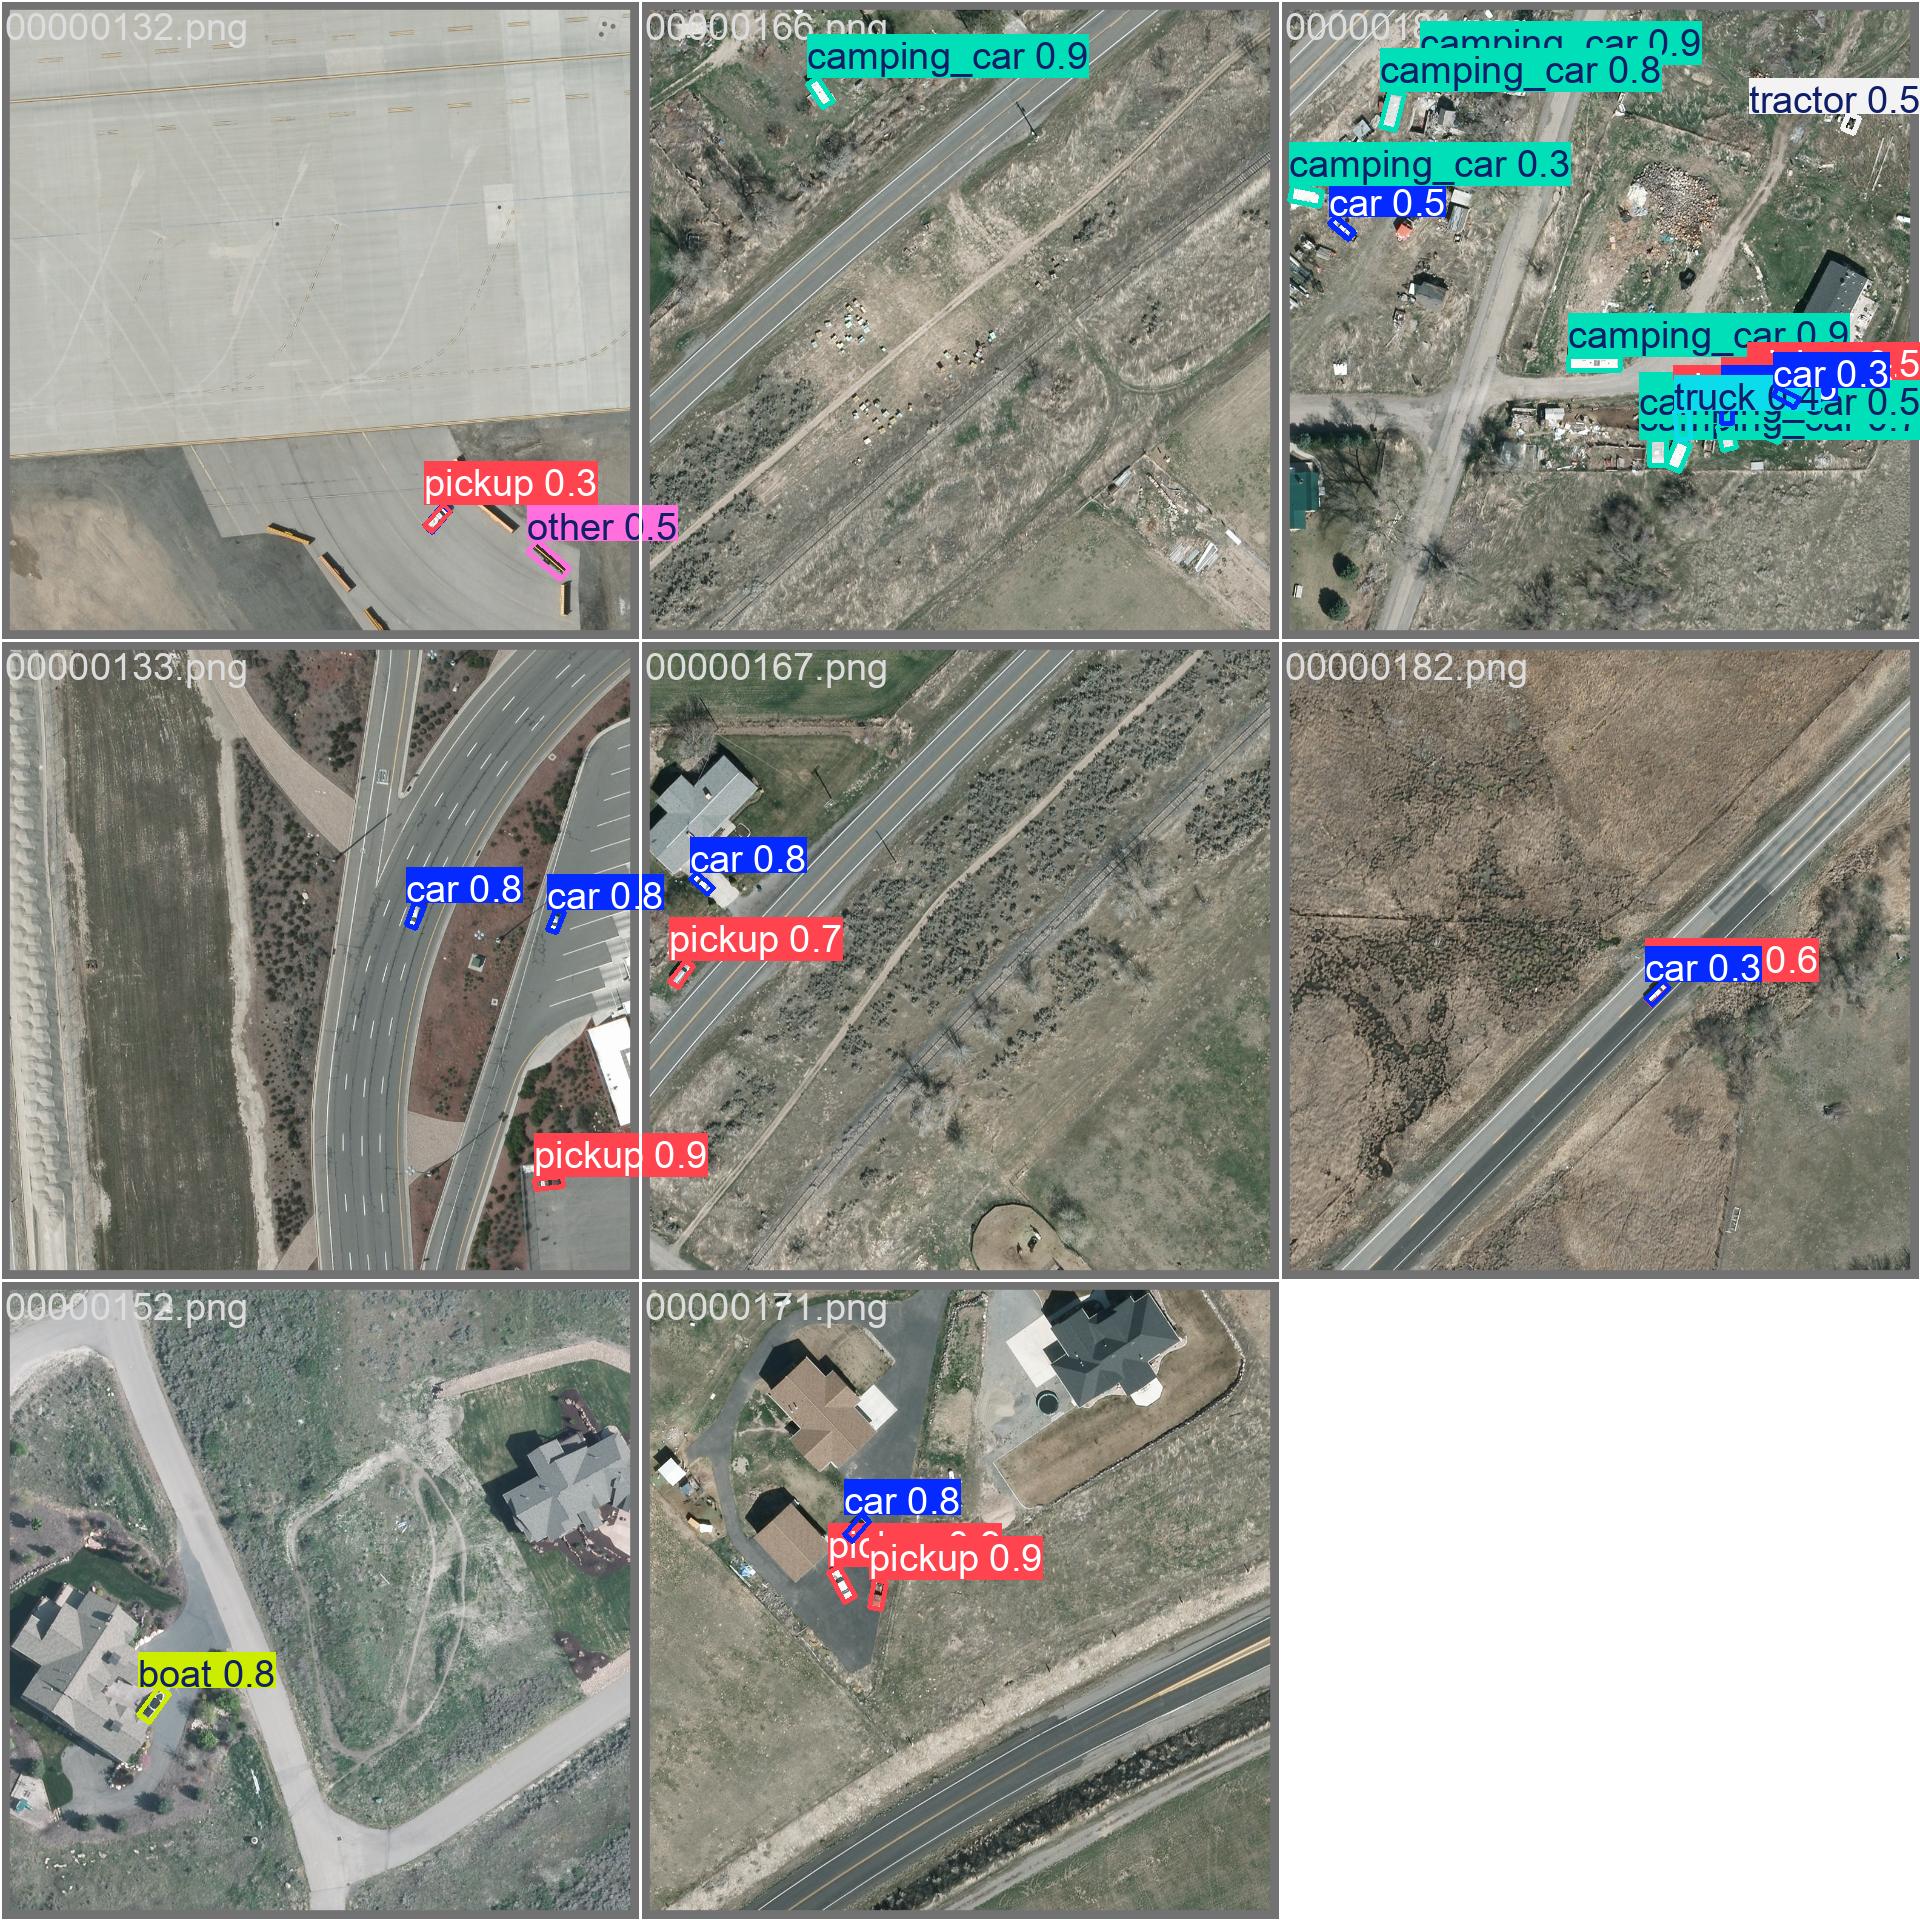 00000132.png
pickup 0.3
other 0.5
camping_car 0.9
camping_car 0.9
camping_car 0.8
tractor 0.5
camping_car 0.3
car 0.5
camping_car 0.9
car 0.3
truck 0.4
car 0.5
00000133.png
car 0.8
car 0.8
pickup 0.9
00000167.png
car 0.8
pickup 0.7
00000182.png
car 0.3
0.6
00000152.png
boat 0.8
00000171.png
car 0.8
pickup 0.9